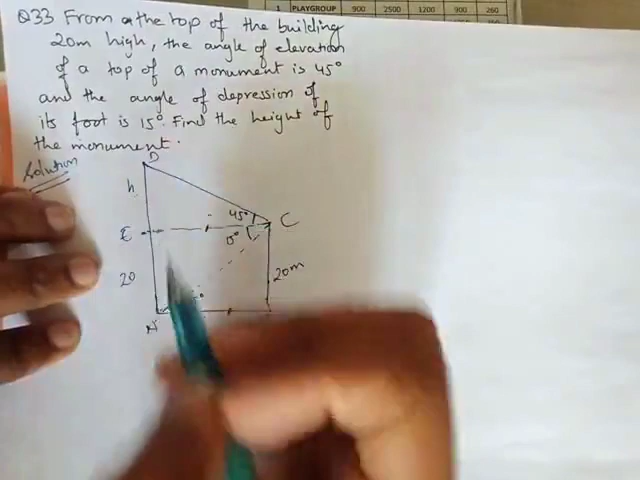 1 PLAYGROUP 900 2500 1200 900 260
Q33 From a the top of the building
20m high, the angle of elevation
of a top of a monument is 45°
and the angle of depression of
its foot is 15°. Find the height of
the monument.
Solution
D
h
45° C
E
15°
20
20m